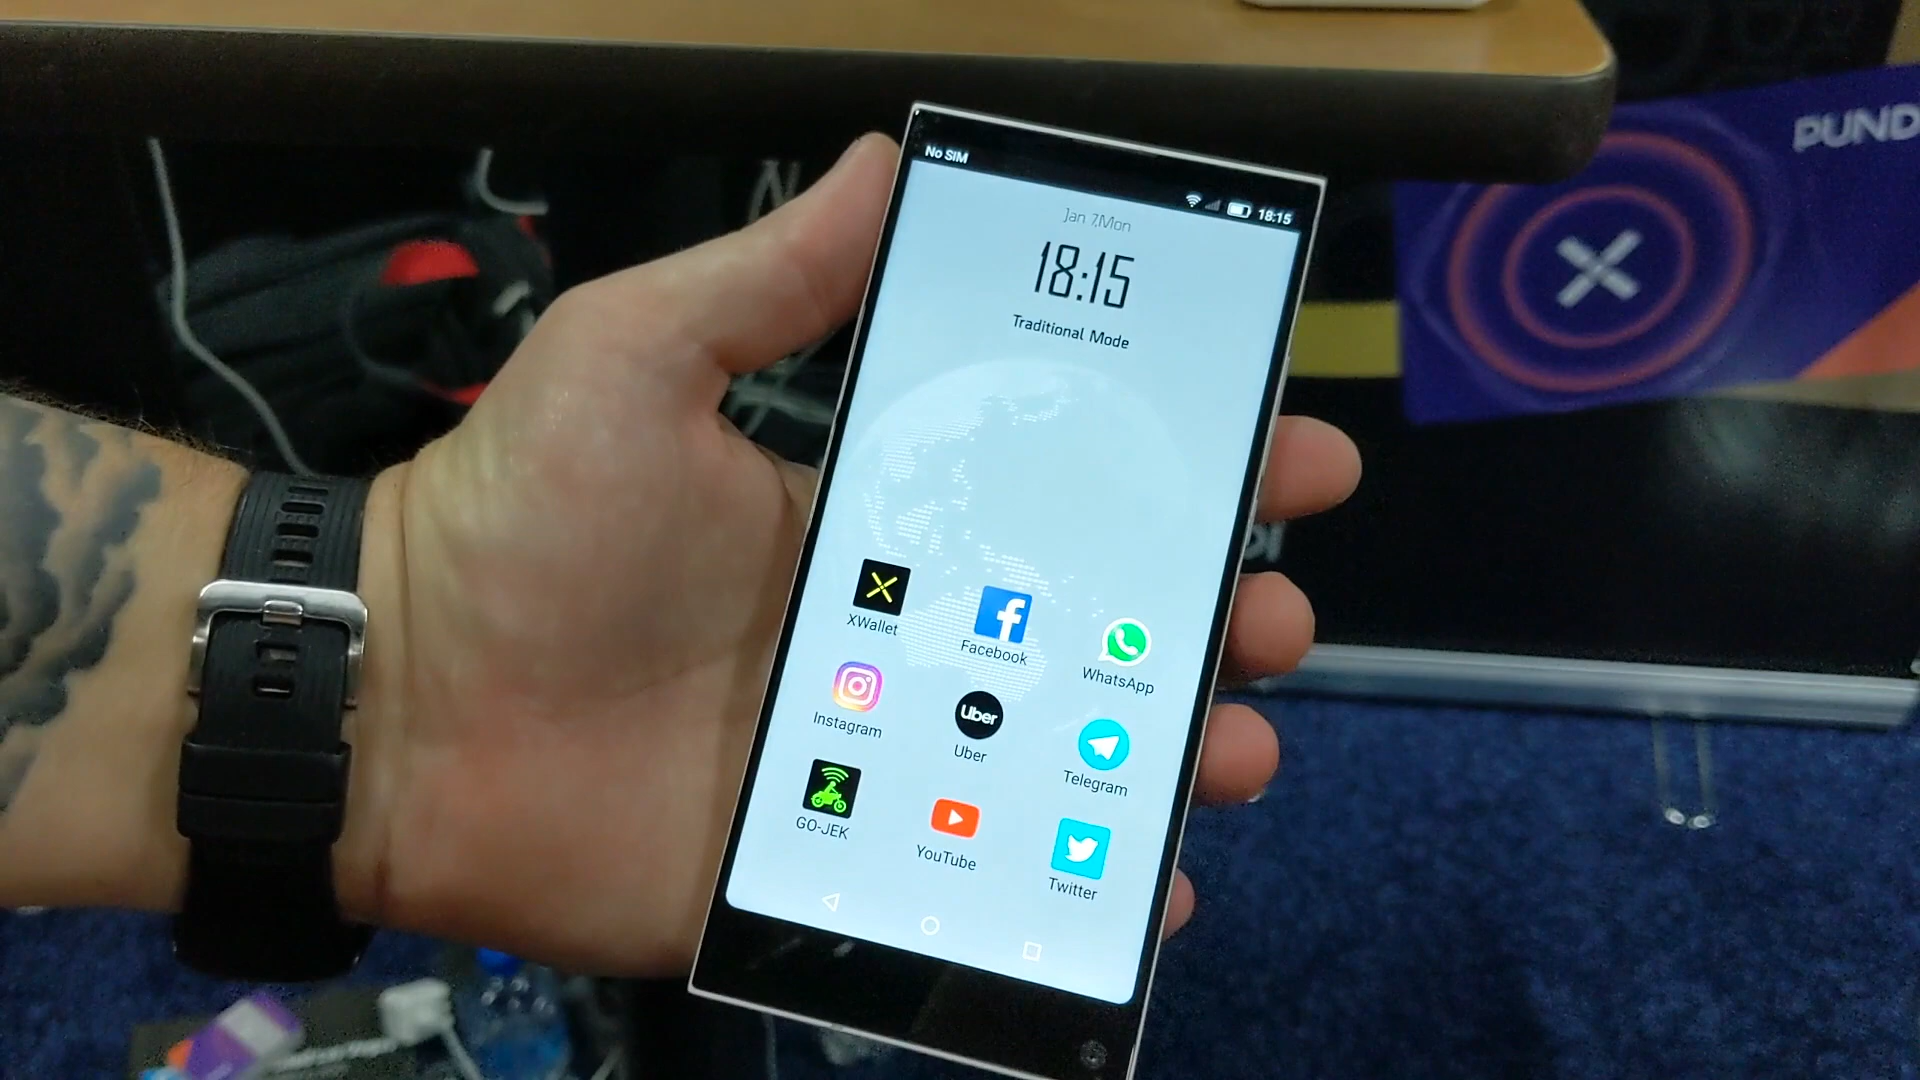 No SIM
18:15
Jan 7,Mon
18:15
Traditional Mode
XWallet
Facebook
WhatsApp
Instagram
Uber
Uber
Telegram
GO-JEK
YouTube
Twitter
PUND